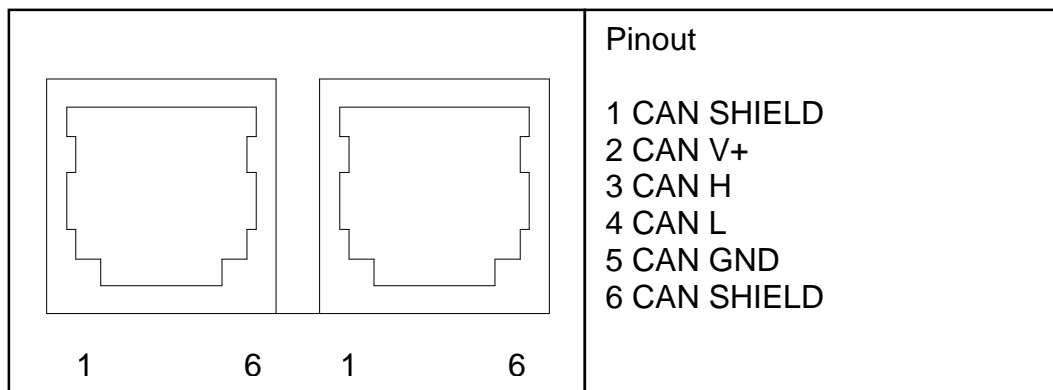 Pinout
1 CAN SHIELD
2 CAN V+
3 CAN H
4 CAN L
5 CAN GND
6 CAN SHIELD
1 6 1 6